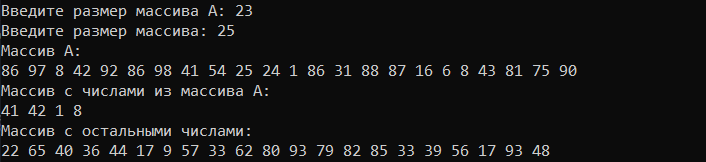 Введите размер массива A: 23
Введите размер массива: 25
Массив A:
86 97 8 42 92 86 98 41 54 25 24 1 86 31 88 87 16 6 8 43 81 75 90
Массив с числами из массива A:
41 42 1 8
Массив с остальными числами:
22 65 40 36 44 17 9 57 33 62 80 93 79 82 85 33 39 56 17 93 48